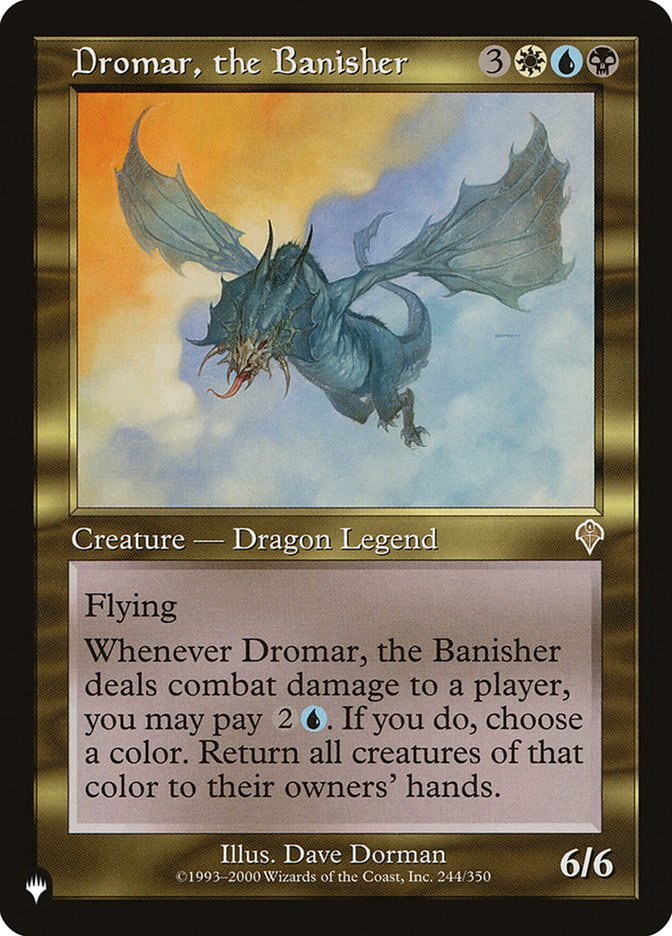 Dromar, the Banisher 3
Creature — Dragon Legend
Flying
Whenever Dromar, the Banisher
deals combat damage to a player,
you may pay 2 . If you do, choose
a color. Return all creatures of that
color to their owners’ hands.
Illus. Dave Dorman
6/6
©1993–2000 Wizards of the Coast, Inc. 244/350